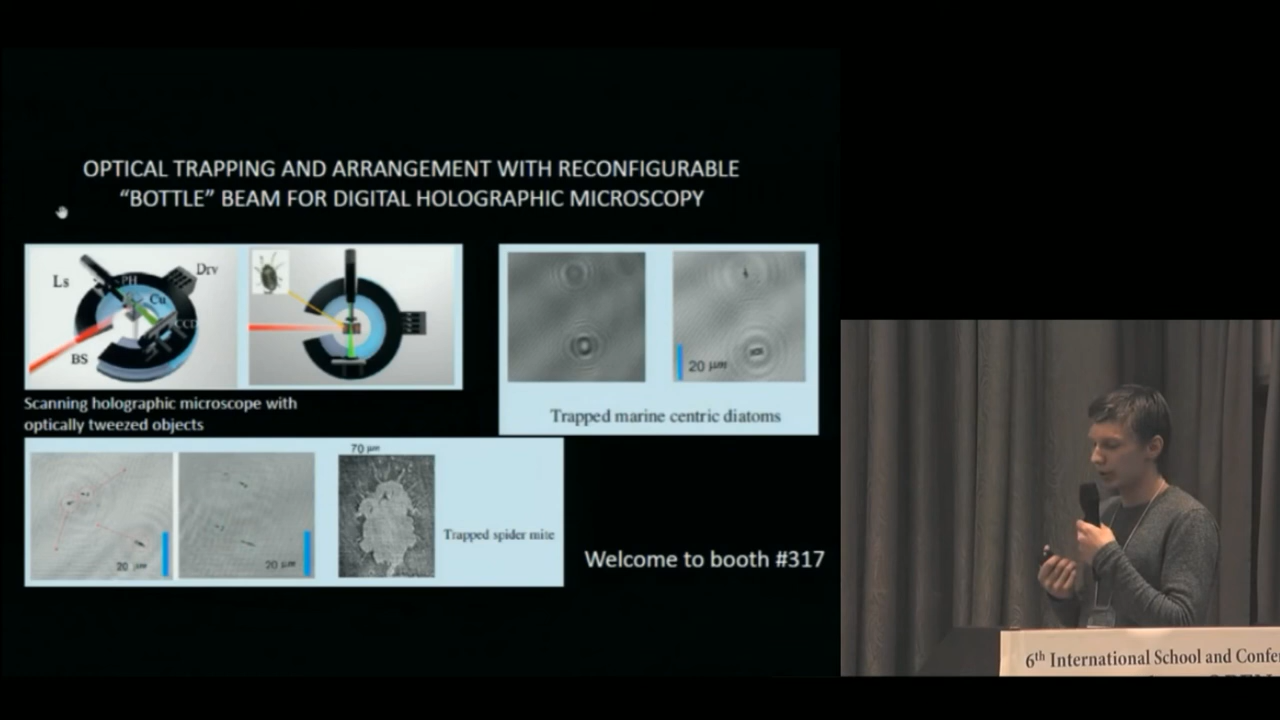 OPTICAL TRAPPING AND ARRANGEMENT WITH RECONFIGURABLE
“BOTTLE” BEAM FOR DIGITAL HOLOGRAPHIC MICROSCOPY
Ls
PH
Drv
Cu
CCD
BS
Scanning holographic microscope with
optically tweezed objects
20 μm
Trapped marine centric diatoms
70 μm
20 μm
20 μm
Trapped spider mite
Welcome to booth #317
6th International School and Confe